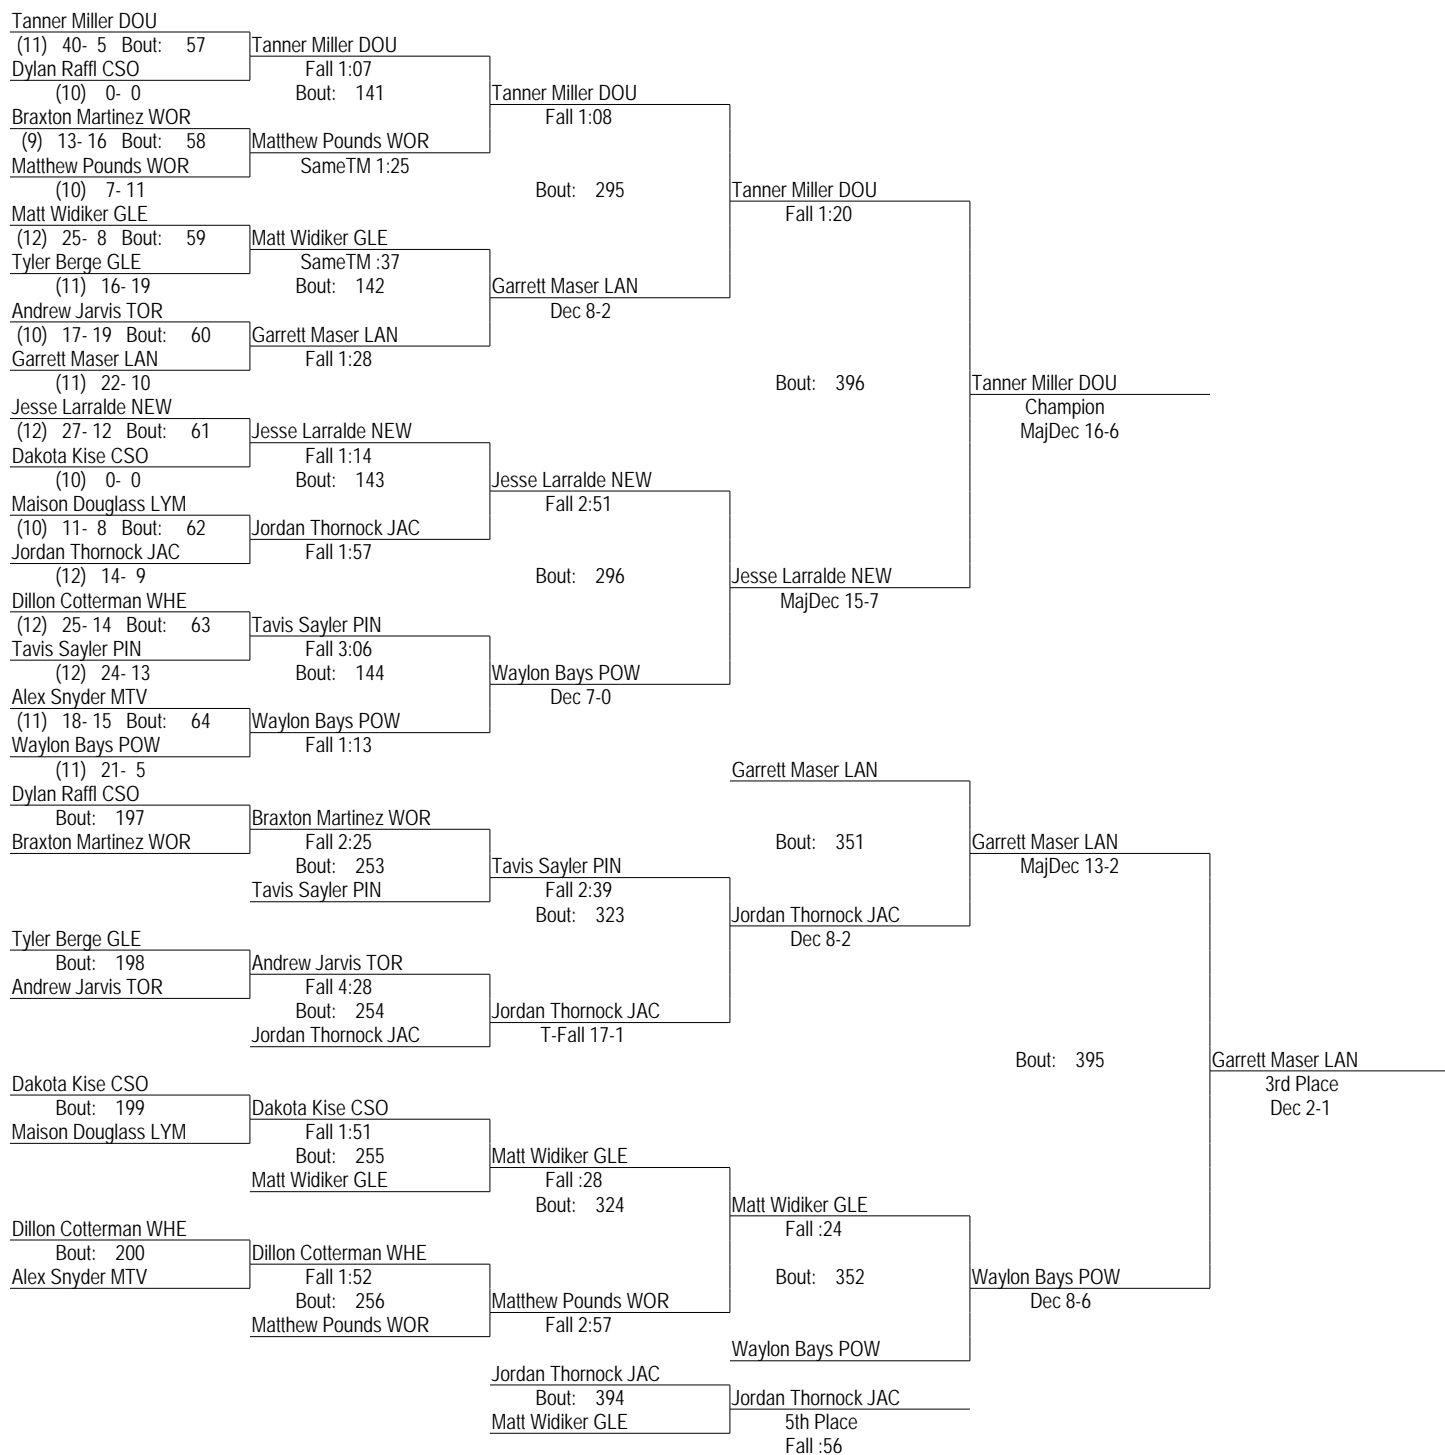 Tanner Miller DOU
(11) 40- 5 Bout: 57
Dylan Raffl CSO
(10) 0- 0
Braxton Martinez WOR
(9) 13- 16 Bout: 58
Matthew Pounds WOR
(10) 7- 11
Matt Widiker GLE
(12) 25- 8 Bout: 59
Tyler Berge GLE
(11) 16- 19
Andrew Jarvis TOR
(10) 17- 19 Bout: 60
Garrett Maser LAN
(11) 22- 10
Jesse Larralde NEW
(12) 27- 12 Bout: 61
Dakota Kise CSO
(10) 0- 0
Maison Douglass LYM
(10) 11- 8 Bout: 62
Jordan Thornock JAC
(12) 14- 9
Dillon Cotterman WHE
(12) 25- 14 Bout: 63
Tavis Sayler PIN
(12) 24- 13
Alex Snyder MTV
(11) 18- 15 Bout: 64
Waylon Bays POW
(11) 21- 5
Tanner Miller DOU
Fall 1:07
Bout: 141
Matthew Pounds WOR
SameTM 1:25
Matt Widiker GLE
SameTM :37
Bout: 142
Garrett Maser LAN
Fall 1:28
Jesse Larralde NEW
Fall 1:14
Bout: 143
Jordan Thornock JAC
Fall 1:57
Tavis Sayler PIN
Fall 3:06
Bout: 144
Waylon Bays POW
Fall 1:13
Tanner Miller DOU
Fall 1:08
Bout: 295
Garrett Maser LAN
Dec 8-2
Jesse Larralde NEW
Fall 2:51
Bout: 296
Waylon Bays POW
Dec 7-0
Tanner Miller DOU
Fall 1:20
Bout: 396
Jesse Larralde NEW
MajDec 15-7
Tanner Miller DOU
Champion
MajDec 16-6
Dylan Raffl CSO
Bout: 197
Braxton Martinez WOR
Tyler Berge GLE
Bout: 198
Andrew Jarvis TOR
Dakota Kise CSO
Bout: 199
Maison Douglass LYM
Dillon Cotterman WHE
Bout: 200
Alex Snyder MTV
Braxton Martinez WOR
Fall 2:25
Bout: 253
Tavis Sayler PIN
Andrew Jarvis TOR
Fall 4:28
Bout: 254
Jordan Thornock JAC
Dakota Kise CSO
Fall 1:51
Bout: 255
Matt Widiker GLE
Dillon Cotterman WHE
Fall 1:52
Bout: 256
Matthew Pounds WOR
Tavis Sayler PIN
Fall 2:39
Bout: 323
Jordan Thornock JAC
T-Fall 17-1
Matt Widiker GLE
Fall :28
Bout: 324
Matthew Pounds WOR
Fall 2:57
Garrett Maser LAN
Bout: 351
Jordan Thornock JAC
Dec 8-2
Matt Widiker GLE
Fall :24
Bout: 352
Waylon Bays POW
Garrett Maser LAN
MajDec 13-2
Bout: 395
Waylon Bays POW
Dec 8-6
Garrett Maser LAN
3rd Place
Dec 2-1
Jordan Thornock JAC
Bout: 394
Matt Widiker GLE
Jordan Thornock JAC
5th Place
Fall :56